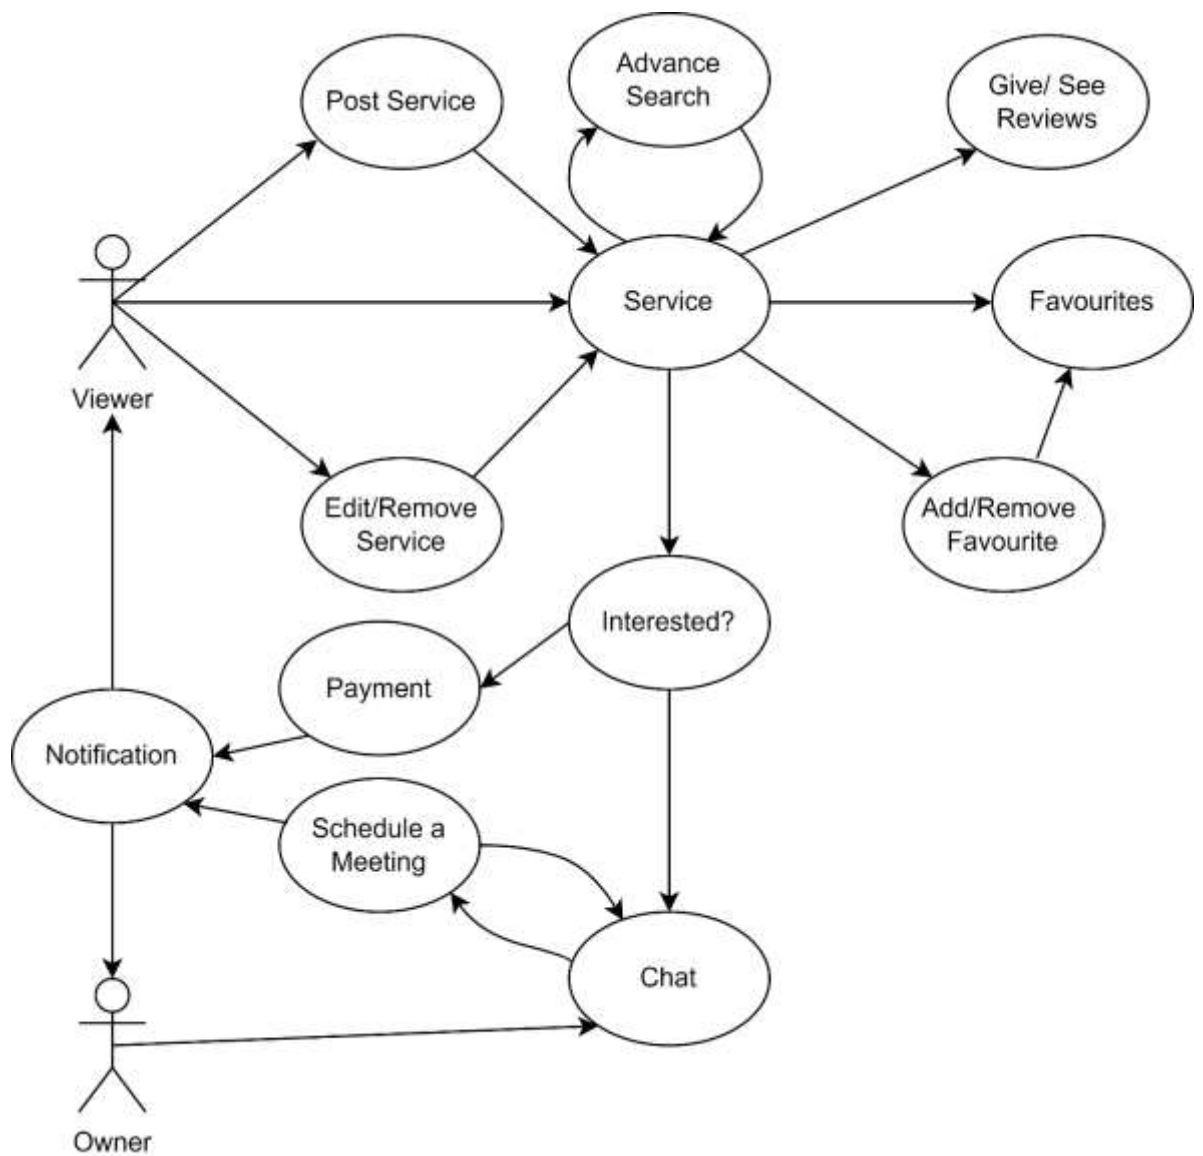 Advance
Search
Post Service
Give/ See
Reviews
Service
Favourites
Viewer
Edit/Remove
Service
Add/Remove
Favourite
Interested?
Payment
Notification
Schedule a
Meeting
Chat
Owner